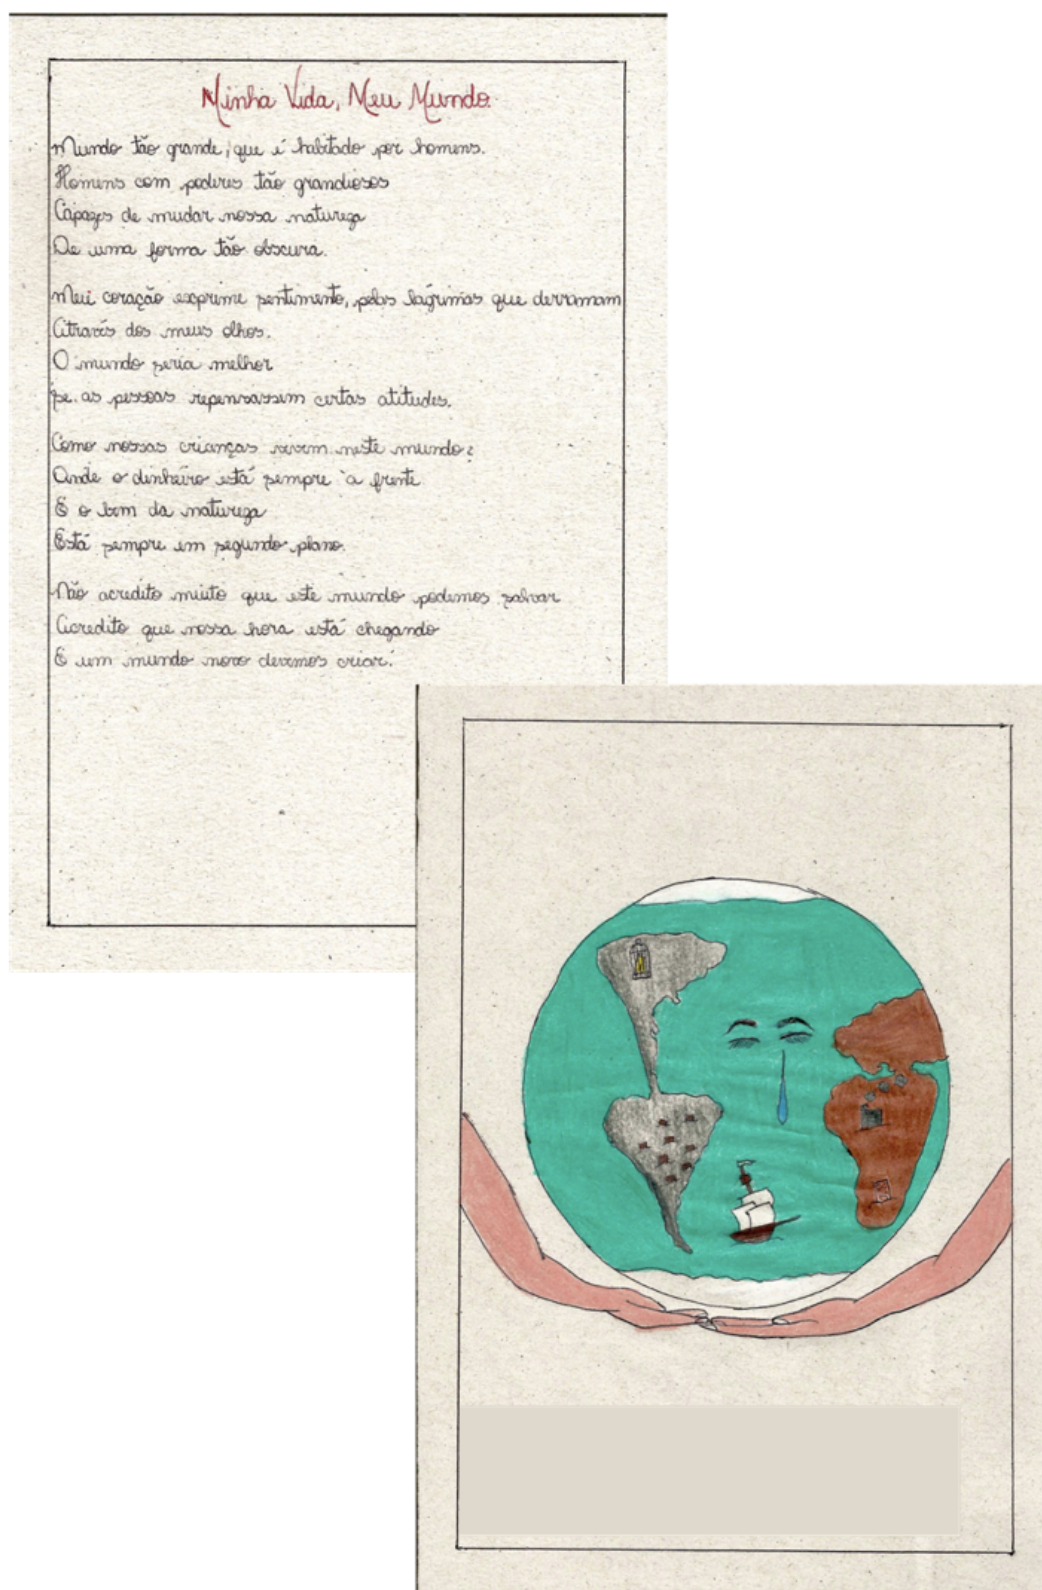 Minha Vida, Meu Mundo.
Mundo tão grande, que é habitado por homens.
Homens com poderes tão grandiosos
Capazes de mudar nossa natureza
De uma forma tão obscura.
Meu coração exprime sentimento, pelas lágrimas que derramam
Através dos meus olhos.
O mundo seria melhor
Se as pessoas repensassem certas atitudes.
Como nossas crianças vivem neste mundo?
Onde o dinheiro está sempre à frente
E o bem da natureza
Está sempre em segundo plano.
Não acredito muito que este mundo podemos salvar
Acredito que nossa hora está chegando
E um mundo novo devemos criar.